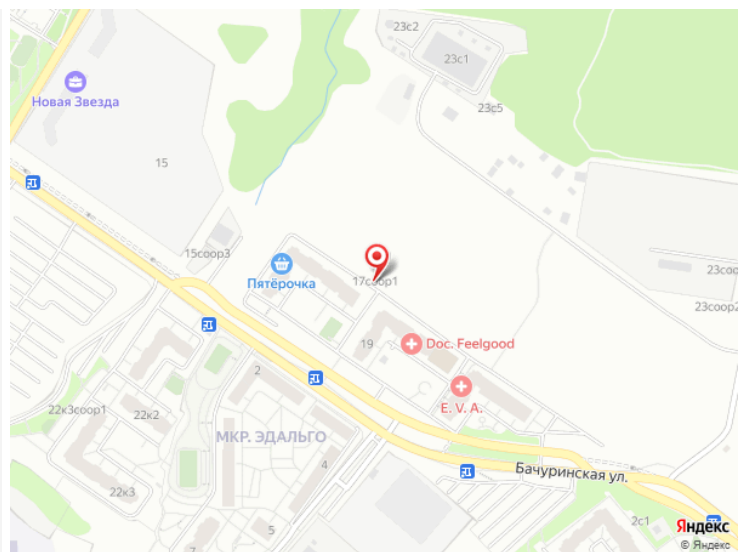 23с2
23с1
Новая Звезда
23с5
15
15соор3
23соор
Пятёрочка
17соор1
23соор2
19
Doc. Feelgood
2
E. V. A.
22к3соор1
22к2
МКР. ЭДАЛЬГО
4
Бачуринская ул.
22к3
2с1
5
7
Яндекс
© Яндекс